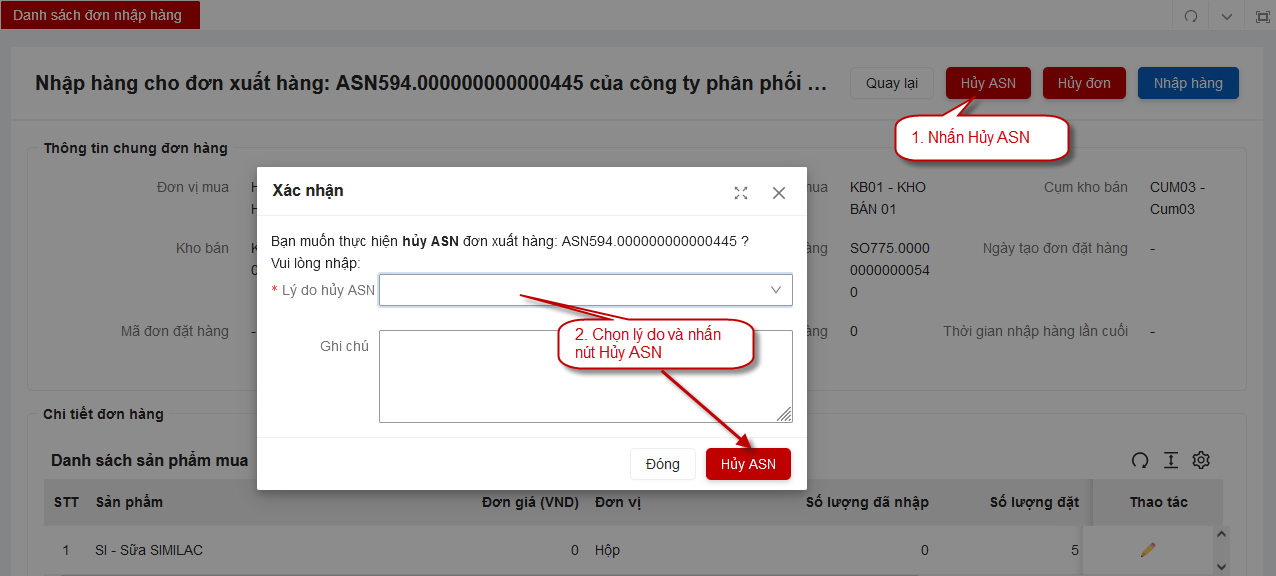 Danh sách đơn nhập hàng
Nhập hàng cho đơn xuất hàng: ASN594.000000000000445 của công ty phân phối ...
Quay lại
Hủy ASN
Hủy đơn
Nhập hàng
1. Nhấn Hủy ASN
Thông tin chung đơn hàng
Đơn vị mua
mua
KB01 - KHO
BÁN 01
Cụm kho bán
CUM03 -
Cum03
Kho bán
SO775.0000
0000000054
0
Ngày tạo đơn đặt hàng
-
Mã đơn đặt hàng
-
0
Thời gian nhập hàng lần cuối
-
Xác nhận
Bạn muốn thực hiện hủy ASN đơn xuất hàng: ASN594.000000000000445 ?
Vui lòng nhập:
* Lý do hủy ASN
2. Chọn lý do và nhấn
nút Hủy ASN
Ghi chú
Đóng
Hủy ASN
Chi tiết đơn hàng
Danh sách sản phẩm mua
STT
Sản phẩm
Đơn giá (VND)
Đơn vị
Số lượng đã nhập
Số lượng đặt
Thao tác
1
SI - Sữa SIMILAC
0
Hộp
0
5